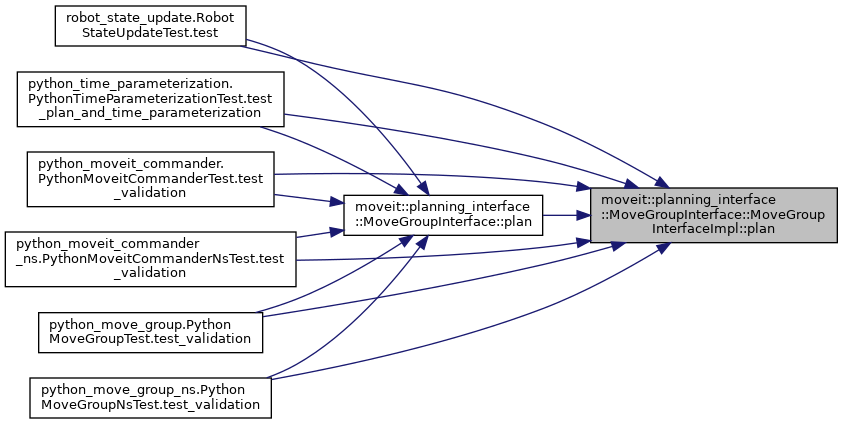 robot_state_update.Robot
StateUpdateTest.test
python_time_parameterization.
PythonTimeParameterizationTest.test
_plan_and_time_parameterization
python_moveit_commander.
PythonMoveitCommanderTest.test
_validation
python_moveit_commander
_ns.PythonMoveitCommanderNsTest.test
_validation
python_move_group.Python
MoveGroupTest.test_validation
python_move_group_ns.Python
MoveGroupNsTest.test_validation
moveit::planning_interface
::MoveGroupInterface::plan
moveit::planning_interface
::MoveGroupInterface::MoveGroup
InterfaceImpl::plan